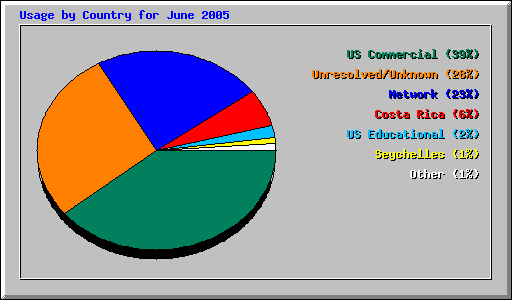 Usage by Country for June 2005
US Commercial (39%)
Unresolved/Unknown (28%)
Network (23%)
Costa Rica (6%)
US Educational (2%)
Seychelles (1%)
Other (1%)